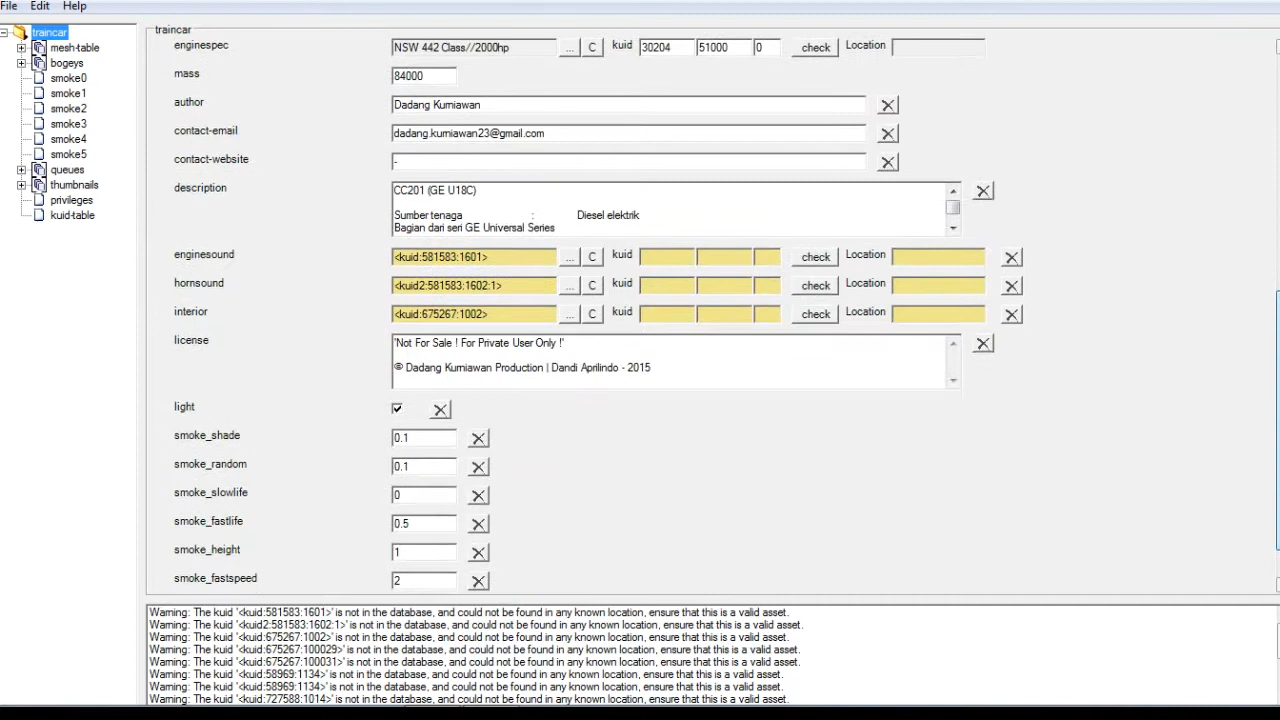 File Edit Help
traincar
mesh-table
bogeys
smoke0
smoke1
smoke2
smoke3
smoke4
smoke5
queues
thumbnails
privileges
kuid-table
traincar
enginespec NSW 442 Class//2000hp ... C kuid 30204 51000 0 check Location
mass 84000
author Dadang Kurniawan
contact-email dadang.kurniawan23@gmail.com
contact-website -
description CC201 (GE U18C)
Sumber tenaga : Diesel elektrik
Bagian dari seri GE Universal Series
enginesound <kuid:581583:1601> ... C kuid check Location
hornsound <kuid2:581583:1602:1> ... C kuid check Location
interior <kuid:675267:1002> ... C kuid check Location
license 'Not For Sale ! For Private User Only !'
© Dadang Kurniawan Production | Dandi Aprilindo - 2015
light
smoke_shade 0.1
smoke_random 0.1
smoke_slowlife 0
smoke_fastlife 0.5
smoke_height 1
smoke_fastspeed 2
Warning: The kuid '<kuid:581583:1601>' is not in the database, and could not be found in any known location, ensure that this is a valid asset.
Warning: The kuid '<kuid2:581583:1602:1>' is not in the database, and could not be found in any known location, ensure that this is a valid asset.
Warning: The kuid '<kuid:675267:1002>' is not in the database, and could not be found in any known location, ensure that this is a valid asset.
Warning: The kuid '<kuid:675267:100029>' is not in the database, and could not be found in any known location, ensure that this is a valid asset.
Warning: The kuid '<kuid:675267:100031>' is not in the database, and could not be found in any known location, ensure that this is a valid asset.
Warning: The kuid '<kuid:58969:1134>' is not in the database, and could not be found in any known location, ensure that this is a valid asset.
Warning: The kuid '<kuid:58969:1134>' is not in the database, and could not be found in any known location, ensure that this is a valid asset.
Warning: The kuid '<kuid:727588:1014>' is not in the database, and could not be found in any known location, ensure that this is a valid asset.